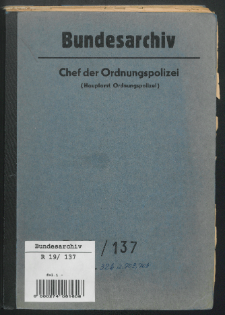 Bundesarchiv
Chef der Ordnungspolizei
(Hauptamt Ordnungspolizei)
/137
Bundesarchiv
R 19/ 137